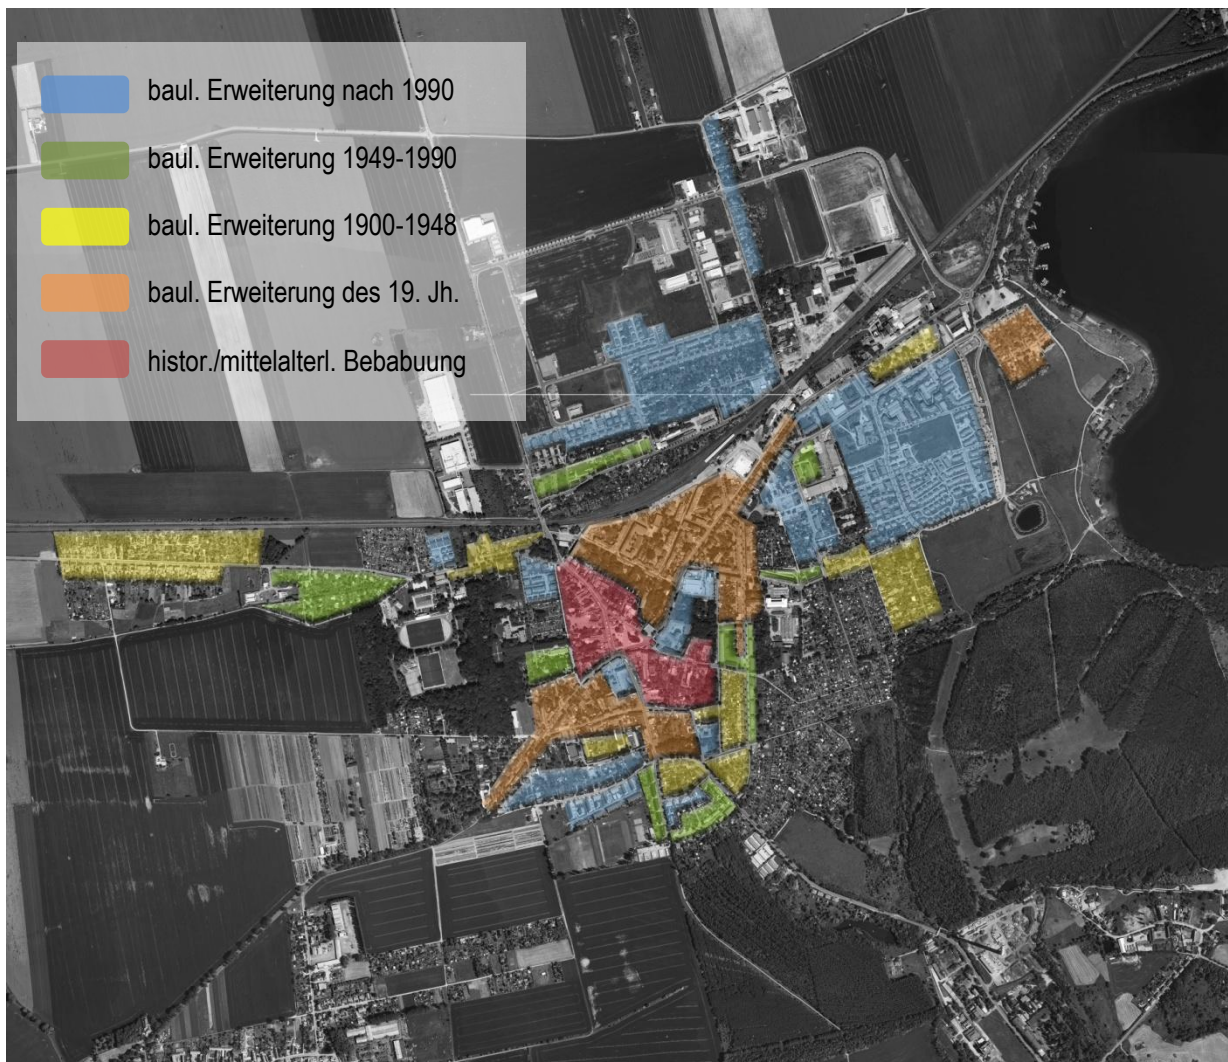 baul. Erweiterung nach 1990
baul. Erweiterung 1949-1990
baul. Erweiterung 1900-1948
baul. Erweiterung des 19. Jh.
histor./mittelalterl. Bebabuung